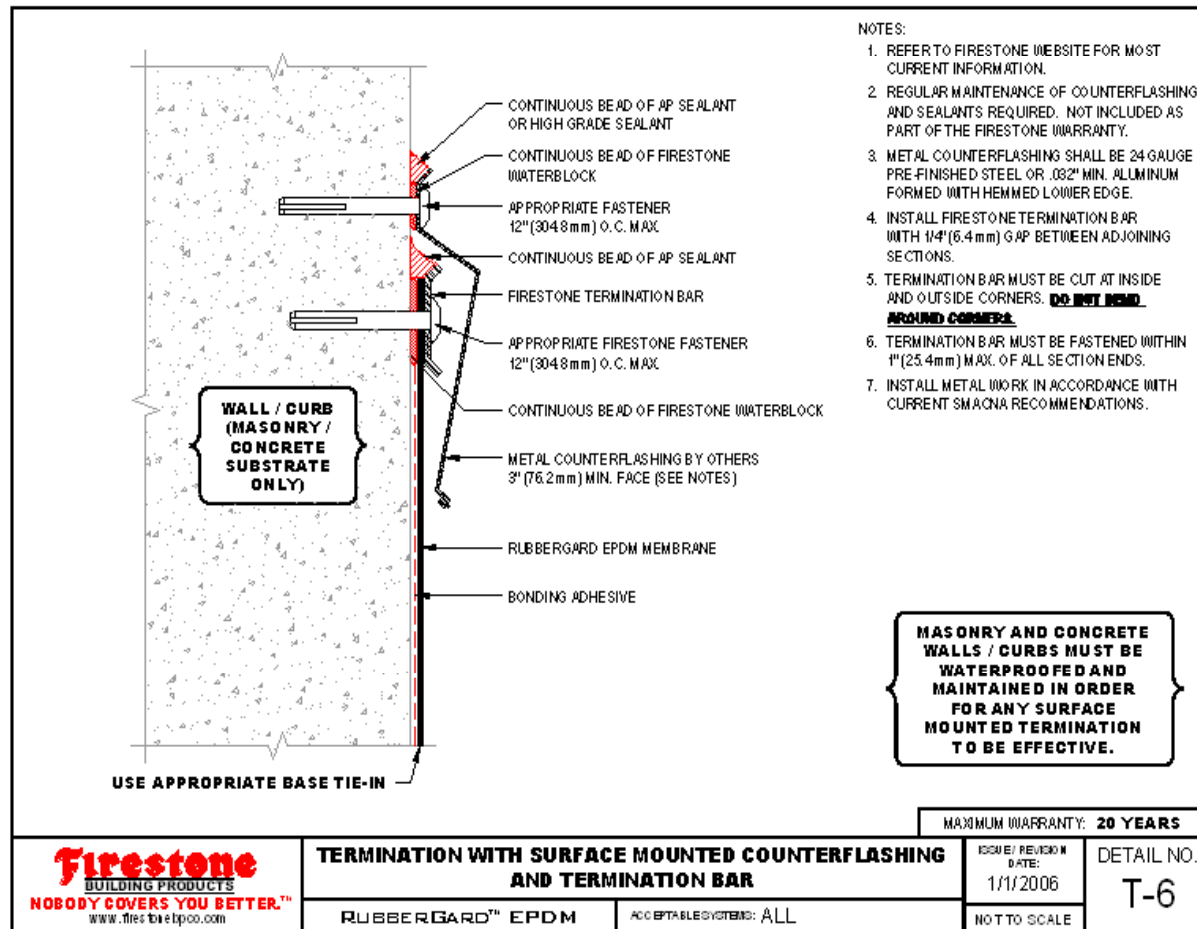 CONTINUOUS BEAD OF AP SEALANT
OR HIGH GRADE SEALANT
CONTINUOUS BEAD OF FIRESTONE
WATERBLOCK
APPROPRIATE FASTENER
12" (304.8mm) O.C. MAX.
CONTINUOUS BEAD OF AP SEALANT
FIRESTONE TERMINATION BAR
APPROPRIATE FIRESTONE FASTENER
12" (304.8mm) O.C. MAX.
CONTINUOUS BEAD OF FIRESTONE WATERBLOCK
METAL COUNTERFLASHING BY OTHERS
3" (76.2mm) MIN. FACE (SEE NOTES)
RUBBERGARD EPDM MEMBRANE
BONDING ADHESIVE
WALL / CURB
(MASONRY /
CONCRETE
SUBSTRATE
ONLY)
USE APPROPRIATE BASE TIE-IN
NOTES:
1. REFER TO FIRESTONE WEBSITE FOR MOST
CURRENT INFORMATION.
2. REGULAR MAINTENANCE OF COUNTERFLASHING
AND SEALANTS REQUIRED. NOT INCLUDED AS
PART OF THE FIRESTONE WARRANTY.
3. METAL COUNTERFLASHING SHALL BE 24 GAUGE
PRE-FINISHED STEEL OR .032" MIN. ALUMINUM
FORMED WITH HEMMED LOWER EDGE.
4. INSTALL FIRESTONE TERMINATION BAR
WITH 1/4" (6.4mm) GAP BETWEEN ADJOINING
SECTIONS.
5. TERMINATION BAR MUST BE CUT AT INSIDE
AND OUTSIDE CORNERS. DO NOT BEND
AROUND CORNERS.
6. TERMINATION BAR MUST BE FASTENED WITHIN
1" (25.4mm) MAX. OF ALL SECTION ENDS.
7. INSTALL METAL WORK IN ACCORDANCE WITH
CURRENT SMACNA RECOMMENDATIONS.
MASONRY AND CONCRETE
WALLS / CURBS MUST BE
WATERPROOFED AND
MAINTAINED IN ORDER
FOR ANY SURFACE
MOUNTED TERMINATION
TO BE EFFECTIVE.
MAXIMUM WARRANTY: 20 YEARS
Firestone
BUILDING PRODUCTS
NOBODY COVERS YOU BETTER.™
www.firestonebpco.com
TERMINATION WITH SURFACE MOUNTED COUNTERFLASHING
AND TERMINATION BAR
RUBBERGARD™ EPDM
ACCEPTABLE SYSTEMS: ALL
ISSUE / REVISION
DATE:
1/1/2006
NOT TO SCALE
DETAIL NO.
T-6